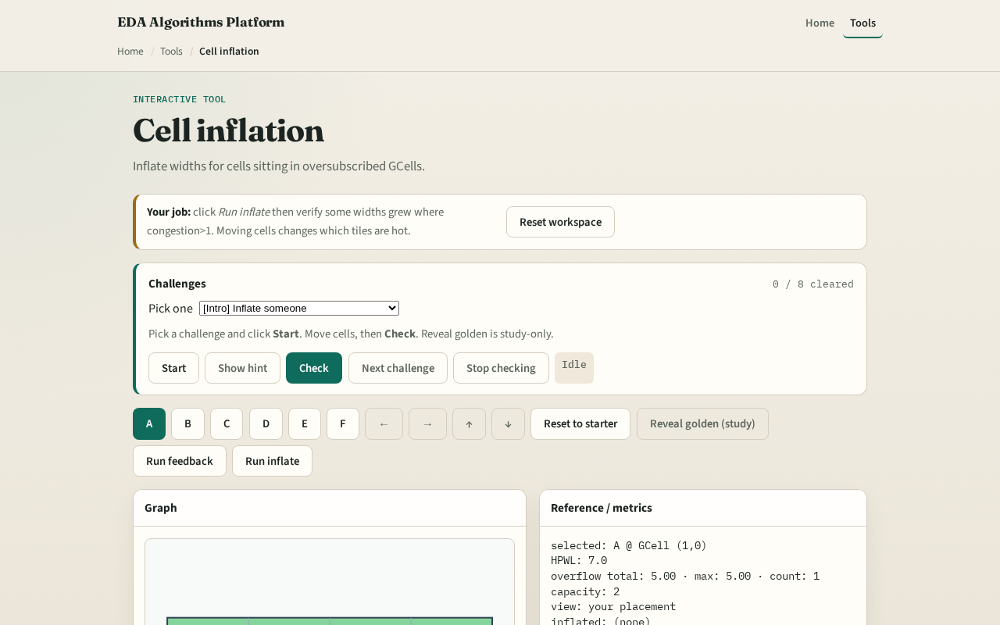 EDA Algorithms Platform
Home
Tools
Home / Tools / Cell inflation
INTERACTIVE TOOL
Cell inflation
Inflate widths for cells sitting in oversubscribed GCells.
Your job: click Run inflate then verify some widths grew where
congestion>1. Moving cells changes which tiles are hot.
Reset workspace
Challenges
0 / 8 cleared
Pick one
[Intro] Inflate someone
Pick a challenge and click Start. Move cells, then Check. Reveal golden is study-only.
Start
Show hint
Check
Next challenge
Stop checking
Idle
A
B
C
D
E
F
←
→
↑
↓
Reset to starter
Reveal golden (study)
Run feedback
Run inflate
Graph
Reference / metrics
selected: A @ GCell (1,0)
HPWL: 7.0
overflow total: 5.00 · max: 5.00 · count: 1
capacity: 2
view: your placement
inflated: (none)